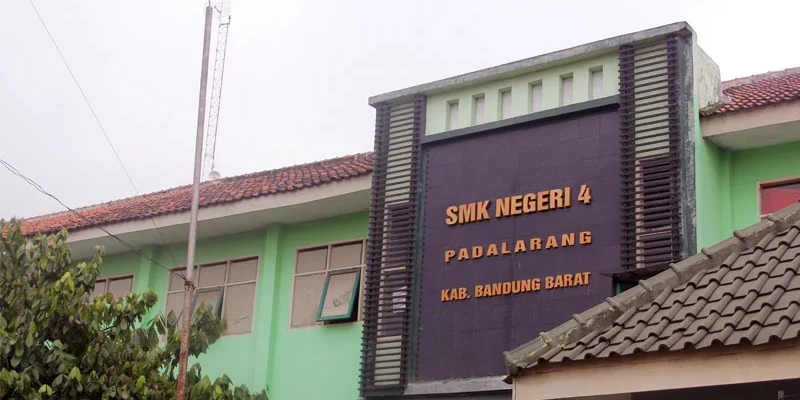 SMK NEGERI 4
PADALARANG
KAB. BANDUNG BARAT